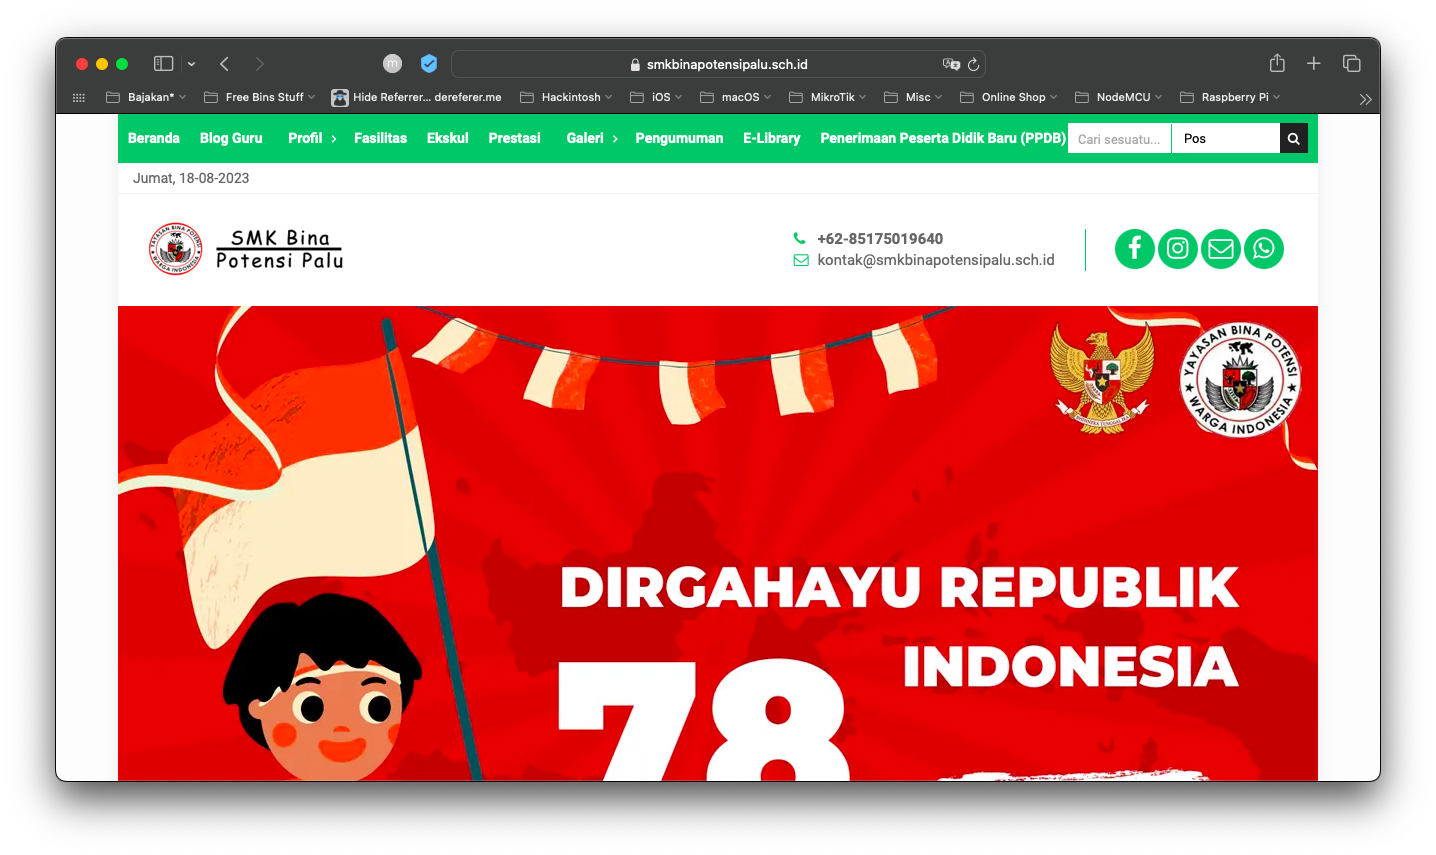 smkbinapotensipalu.sch.id
Bajakan* Free Bins Stuff Hide Referrer... dereferer.me Hackintosh iOS macOS MikroTik Misc Online Shop NodeMCU Raspberry Pi
Beranda Blog Guru Profil Fasilitas Ekskul Prestasi Galeri Pengumuman E-Library Penerimaan Peserta Didik Baru (PPDB) Cari sesuatu... Pos
Jumat, 18-08-2023
YAYASAN BINA POTENSI
WARGA INDONESIA
SMK Bina
Potensi Palu
+62-85175019640
kontak@smkbinapotensipalu.sch.id
YAYASAN BINA POTENSI
WARGA INDONESIA
DIRGAHAYU REPUBLIK
INDONESIA
78